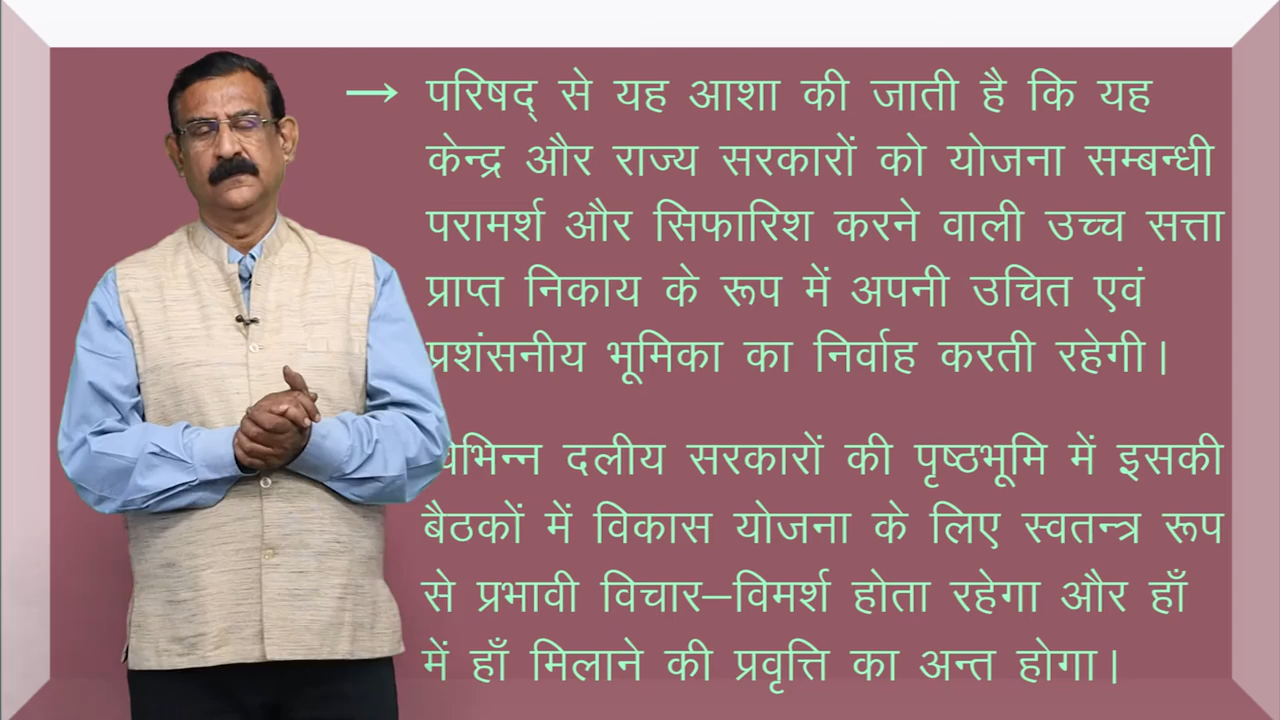 → परिषद् से यह आशा की जाती है कि यह
केन्द्र और राज्य सरकारों को योजना सम्बन्धी
परामर्श और सिफारिश करने वाली उच्च सत्ता
प्राप्त निकाय के रूप में अपनी उचित एवं
प्रशंसनीय भूमिका का निर्वाह करती रहेगी।
विभिन्न दलीय सरकारों की पृष्ठभूमि में इसकी
बैठकों में विकास योजना के लिए स्वतन्त्र रूप
से प्रभावी विचार–विमर्श होता रहेगा और हाँ
में हाँ मिलाने की प्रवृत्ति का अन्त होगा।